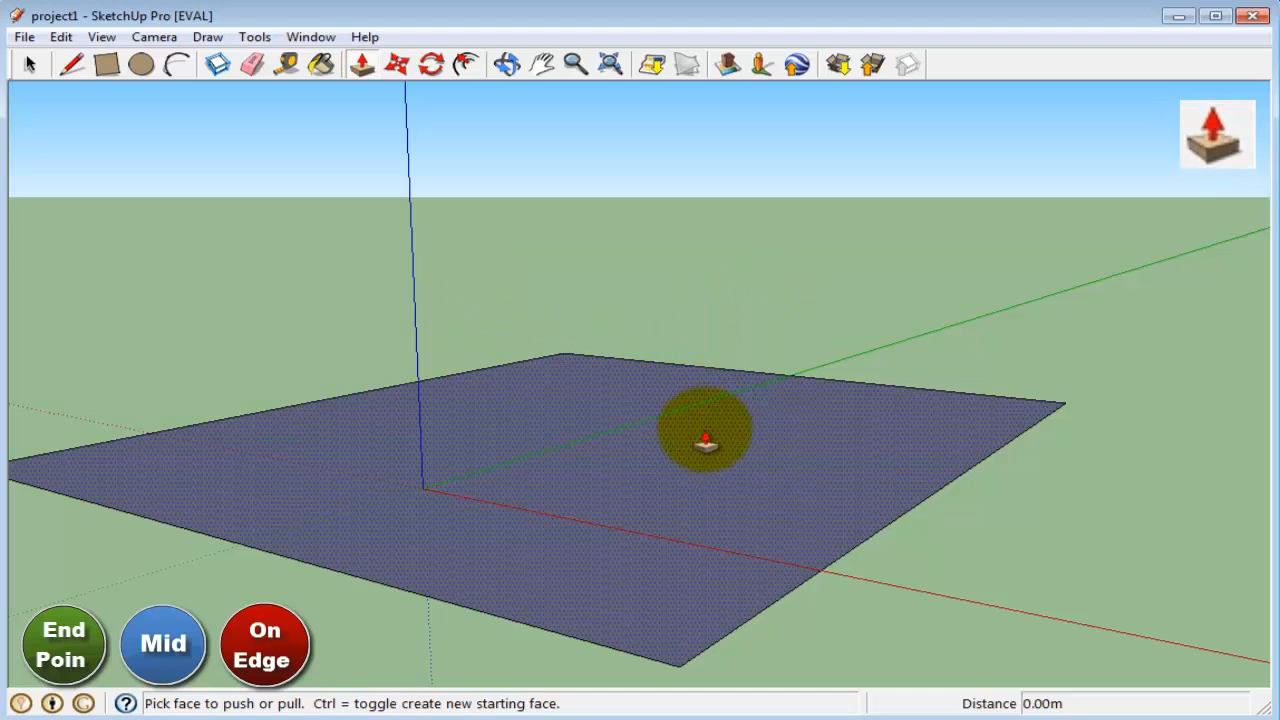 project1 - SketchUp Pro [EVAL]
File Edit View Camera Draw Tools Window Help
End
Poin
Mid
On
Edge
Pick face to push or pull. Ctrl = toggle create new starting face.
Distance 0.00m